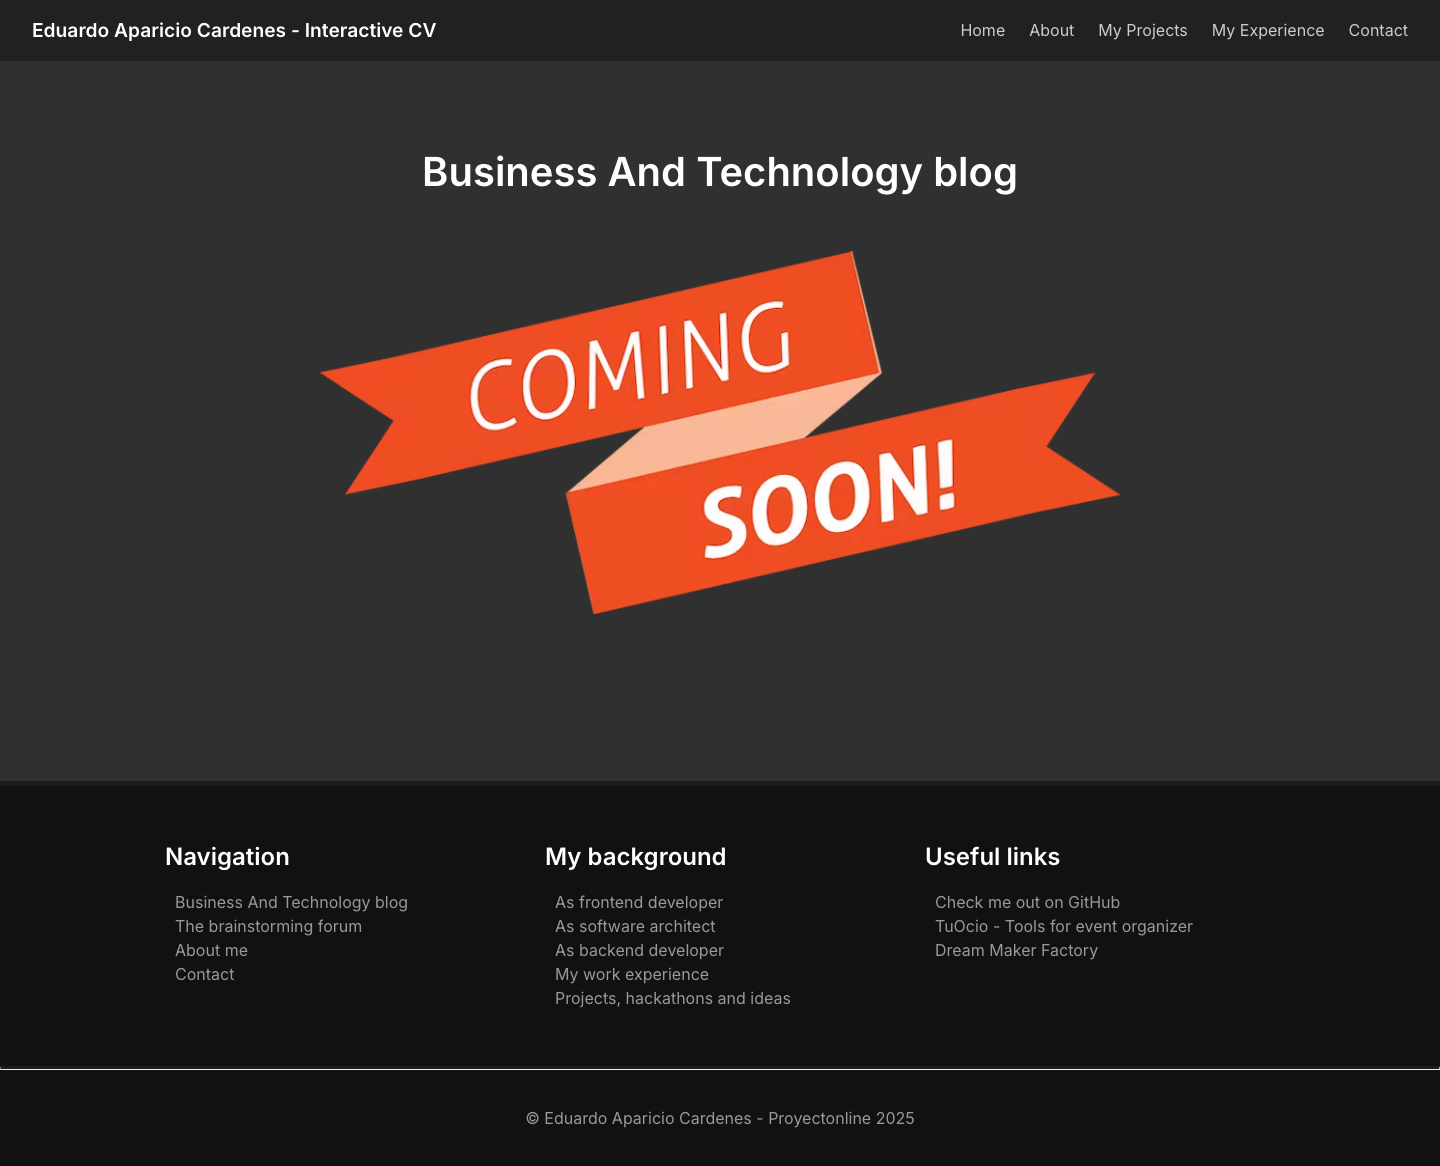 Eduardo Aparicio Cardenes - Interactive CV
Home About My Projects My Experience Contact
Business And Technology blog
COMING
SOON!
Navigation
Business And Technology blog
The brainstorming forum
About me
Contact
My background
As frontend developer
As software architect
As backend developer
My work experience
Projects, hackathons and ideas
Useful links
Check me out on GitHub
TuOcio - Tools for event organizer
Dream Maker Factory
© Eduardo Aparicio Cardenes - Proyectonline 2025